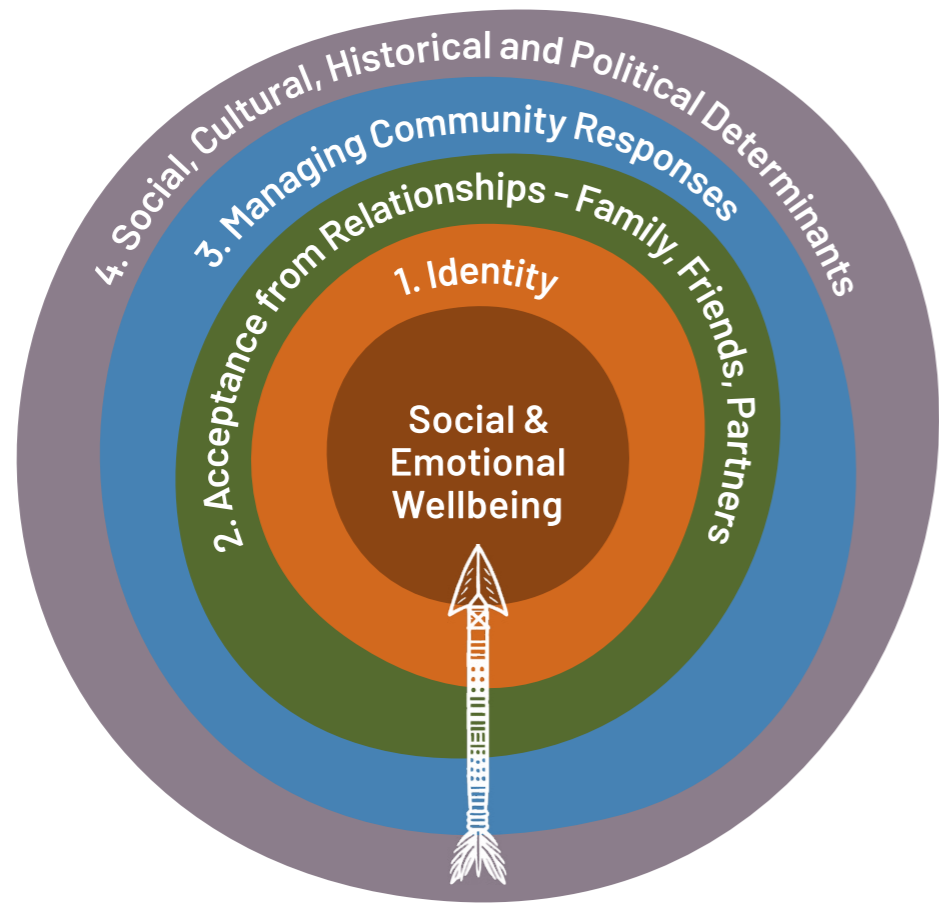 4. Social, Cultural, Historical and Political Determinants
3. Managing Community Responses
2. Acceptance from Relationships - Family, Friends, Partners
1. Identity
Social &
Emotional
Wellbeing